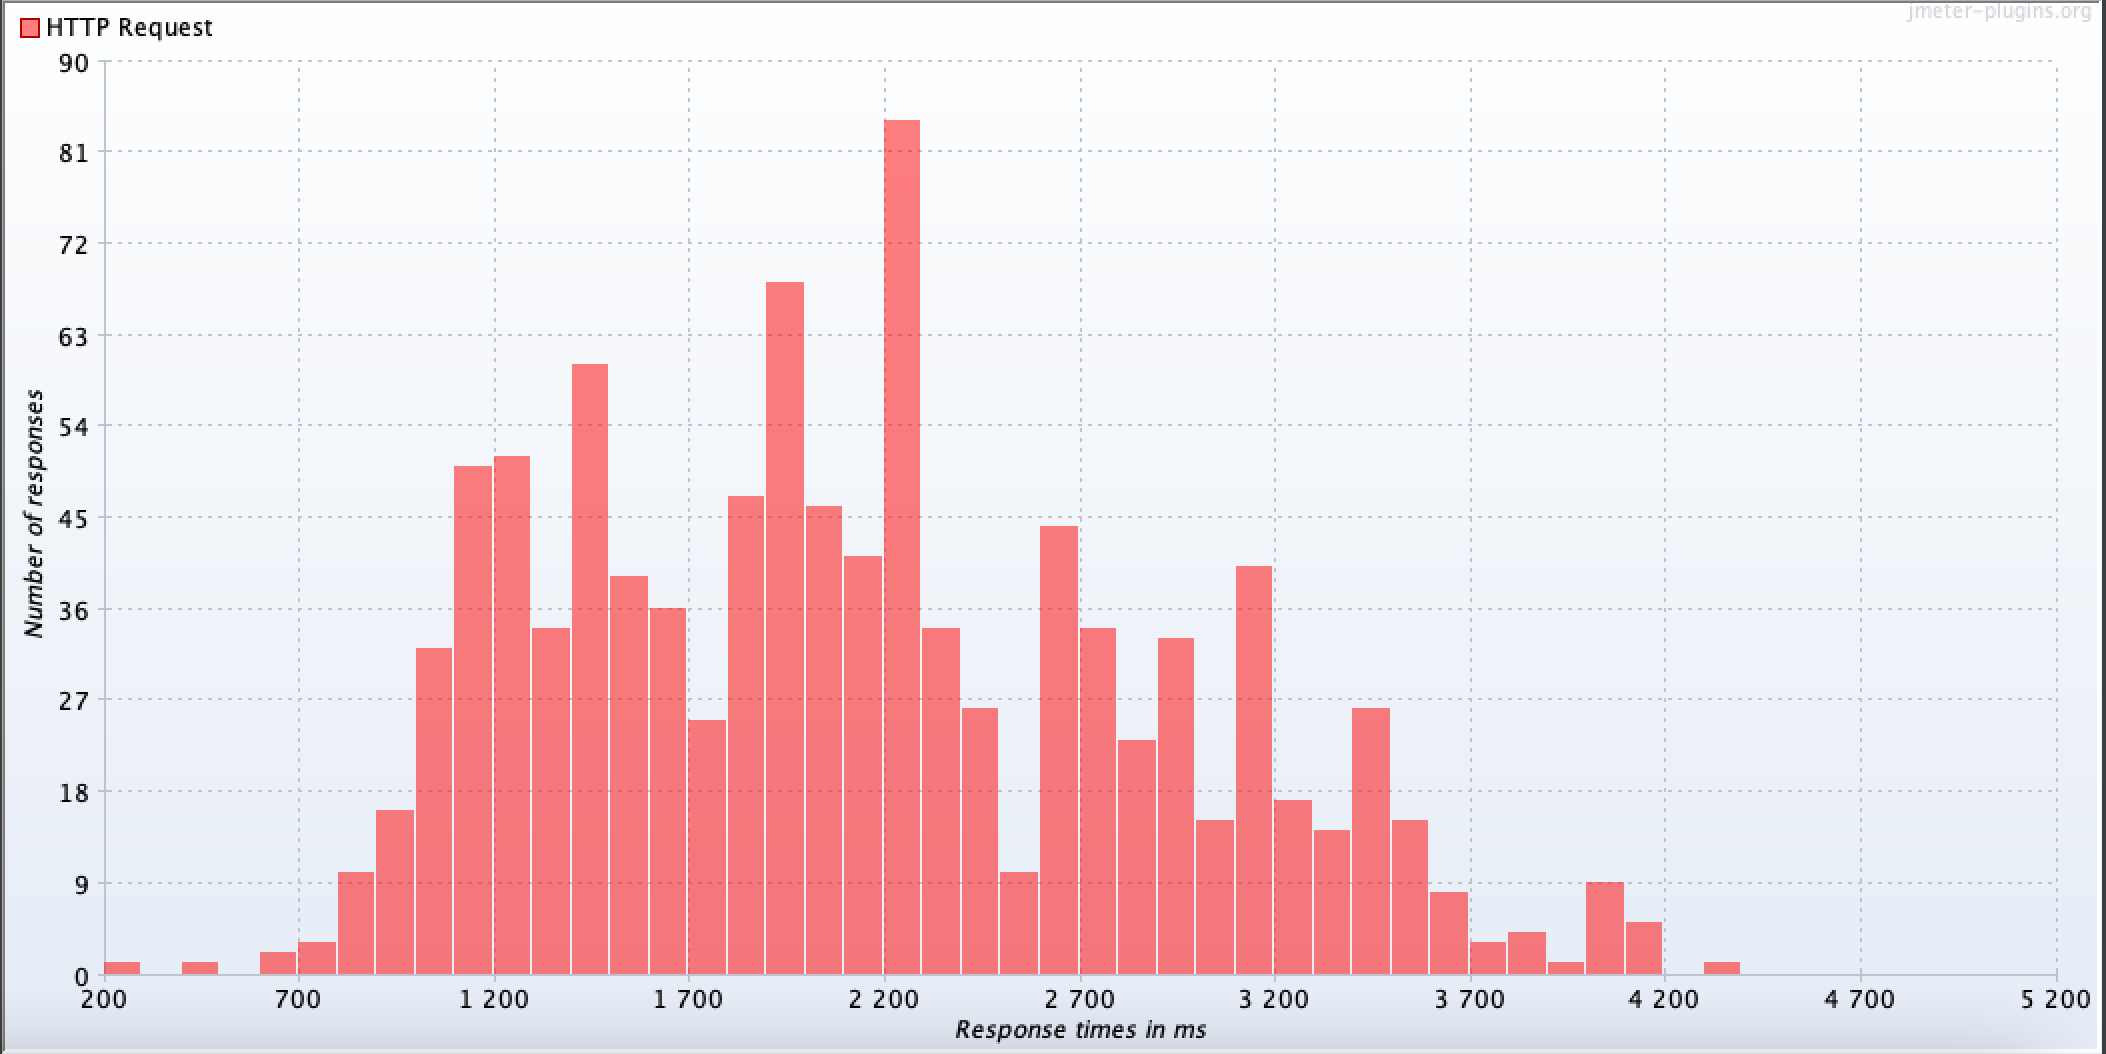 jmeter-plugins.org
HTTP Request
90
81
72
63
54
45
36
27
18
9
0
Number of responses
200 700 1 200 1 700 2 200 2 700 3 200 3 700 4 200 4 700 5 200
Response times in ms